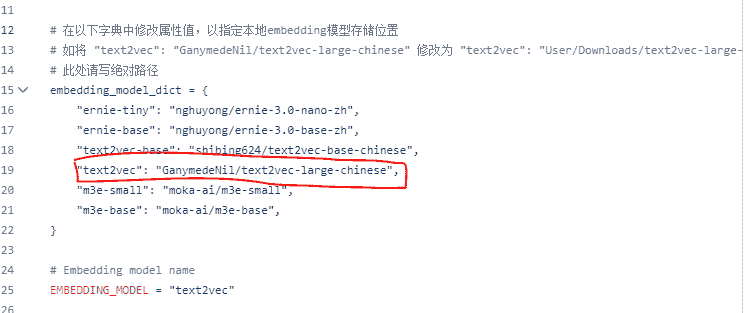 11
12 # 在以下字典中修改属性值，以指定本地embedding模型存储位置
13 # 如将 "text2vec": "GanymedeNil/text2vec-large-chinese" 修改为 "text2vec": "User/Downloads/text2vec-large-
14 # 此处请写绝对路径
15 embedding_model_dict = {
16 "ernie-tiny": "nghuyong/ernie-3.0-nano-zh",
17 "ernie-base": "nghuyong/ernie-3.0-base-zh",
18 "text2vec-base": "shibing624/text2vec-base-chinese",
19 "text2vec": "GanymedeNil/text2vec-large-chinese",
20 "m3e-small": "moka-ai/m3e-small",
21 "m3e-base": "moka-ai/m3e-base",
22 }
23
24 # Embedding model name
25 EMBEDDING_MODEL = "text2vec"
26